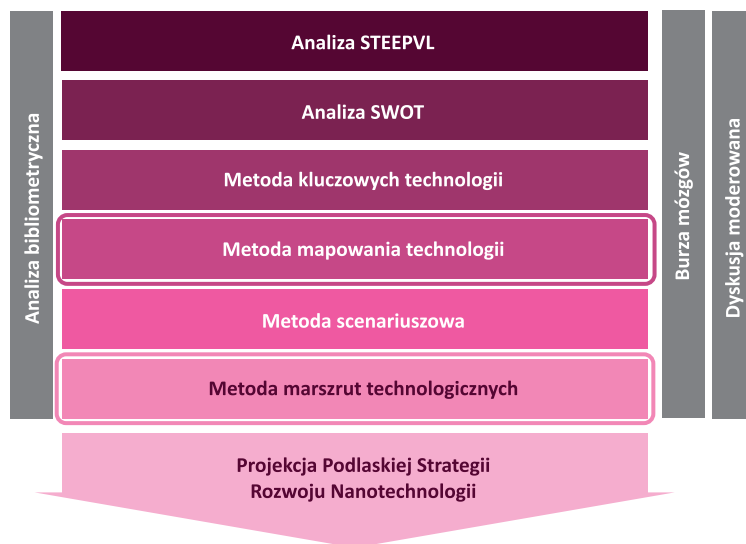 Analiza bibliometryczna
Analiza STEEPVL
Analiza SWOT
Metoda kluczowych technologii
Metoda mapowania technologii
Metoda scenariuszowa
Metoda marszrut technologicznych
Projekcja Podlaskiej Strategii
Rozwoju Nanotechnologii
Burza mózgów
Dyskusja moderowana